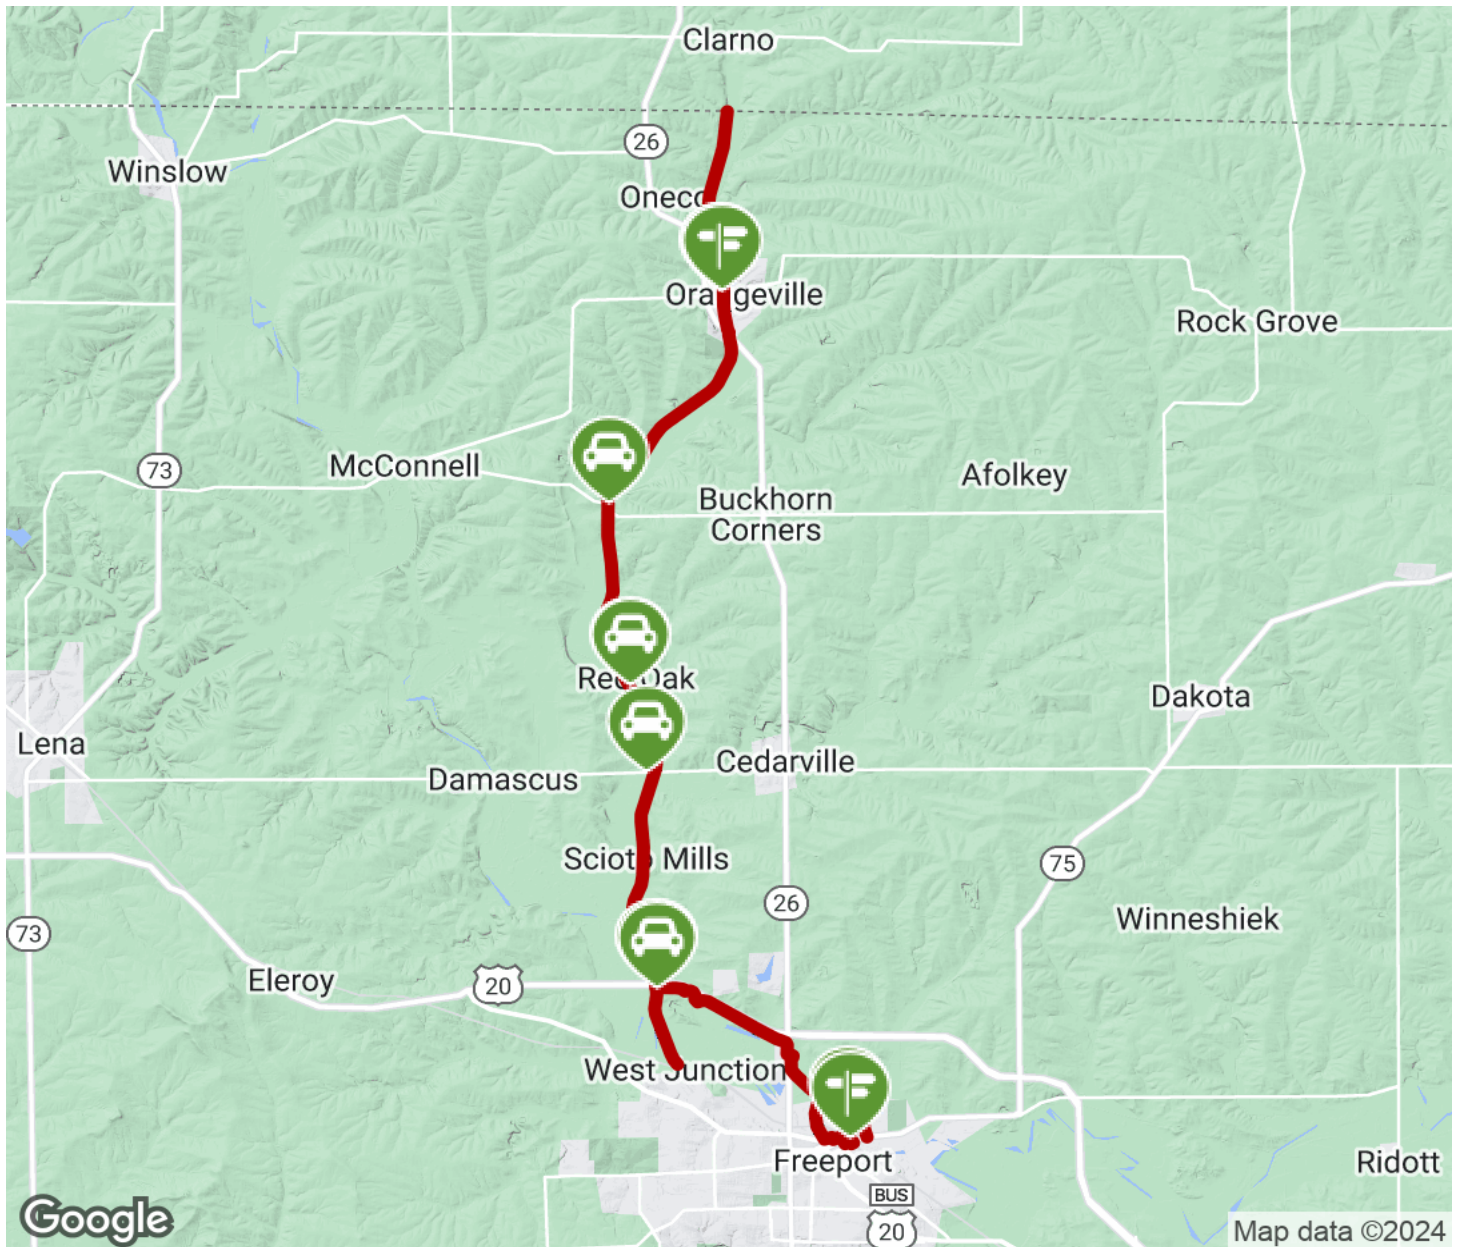 Clarno
26
Winslow
Oneco
Orangeville
Rock Grove
McConnell
73
Afolkey
Buckhorn
Corners
Red Oak
Dakota
Lena
Cedarville
Damascus
Scioto Mills
75
26
Winneshiek
73
Eleroy
20
West Junction
Freeport
Ridott
BUS
20
Google
Map data ©2024